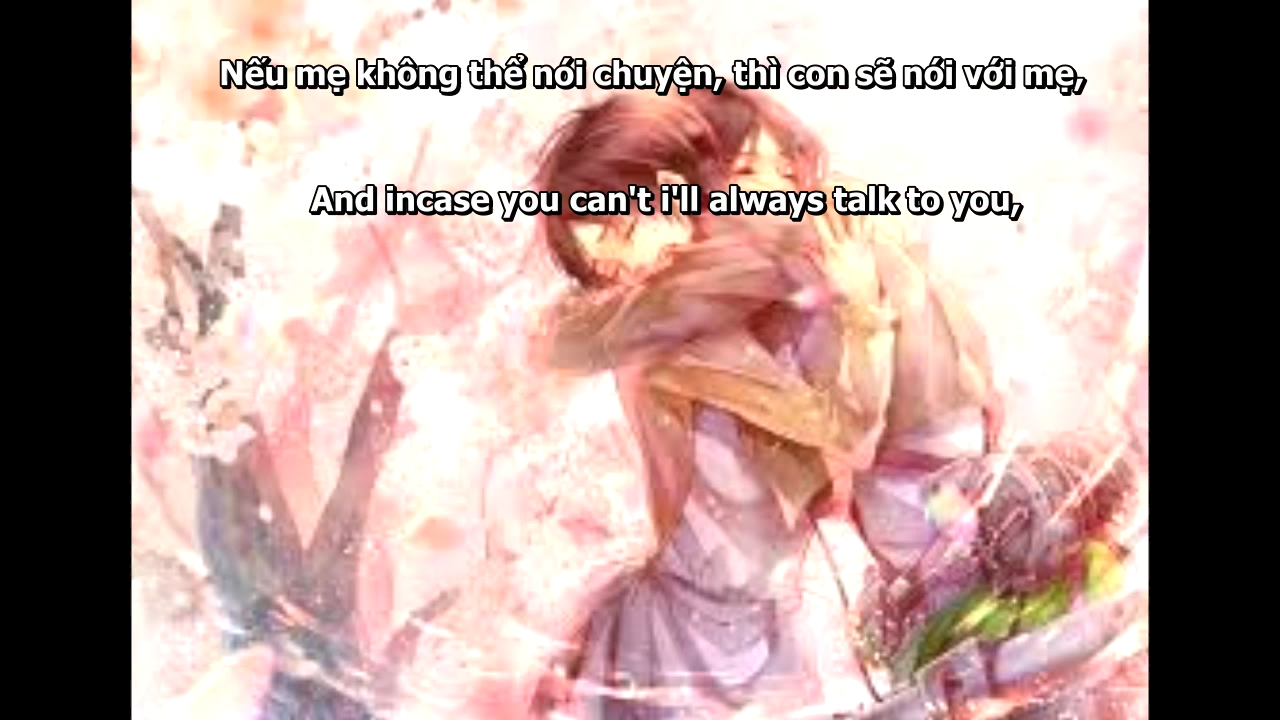 Nếu mẹ không thể nói chuyện, thì con sẽ nói với mẹ,
And incase you can't i'll always talk to you,